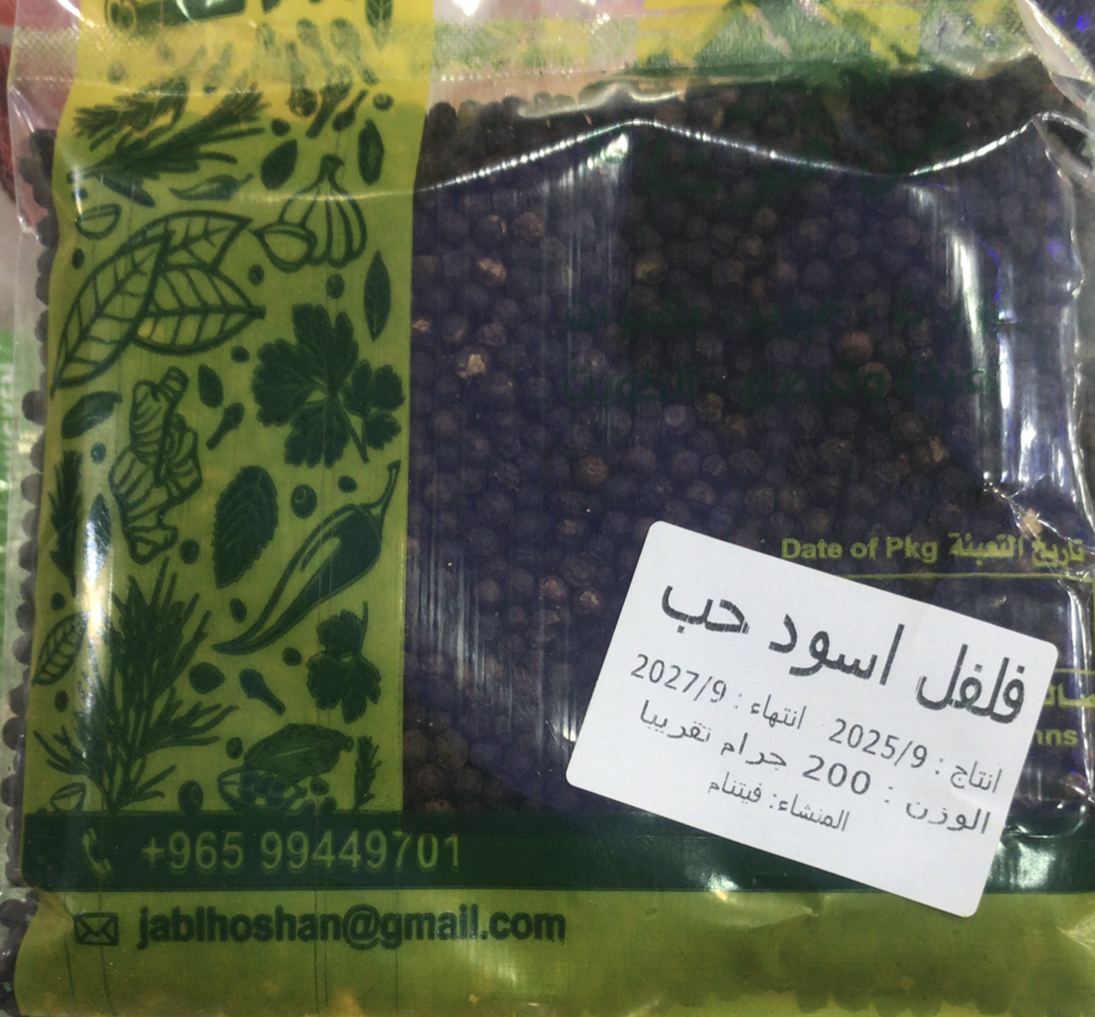 Date of Pkg تاريخ التعبئة
فلفل اسود حب
انتاج : 2025/9 انتهاء : 2027/9
الوزن : 200 جرام تقريبا
المنشاء: فيتنام
+965 99449701
jablhoshan@gmail.com